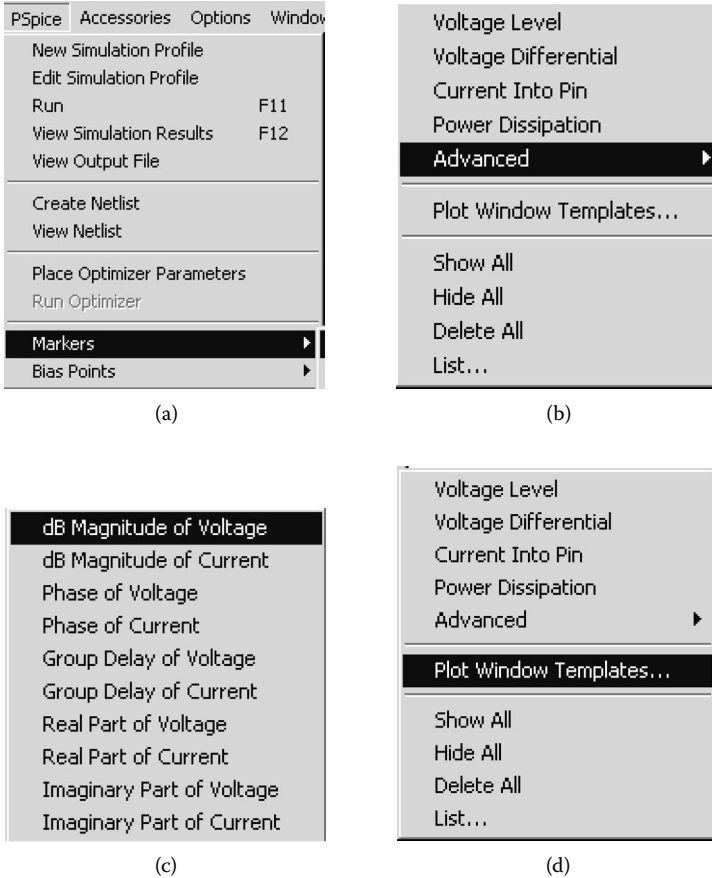 PSpice Accessories Options Window
New Simulation Profile
Edit Simulation Profile
Run F11
View Simulation Results F12
View Output File
Create Netlist
View Netlist
Place Optimizer Parameters
Run Optimizer
Markers
Bias Points
(a)
Voltage Level
Voltage Differential
Current Into Pin
Power Dissipation
Advanced
Plot Window Templates...
Show All
Hide All
Delete All
List...
(b)
dB Magnitude of Voltage
dB Magnitude of Current
Phase of Voltage
Phase of Current
Group Delay of Voltage
Group Delay of Current
Real Part of Voltage
Real Part of Current
Imaginary Part of Voltage
Imaginary Part of Current
(c)
Voltage Level
Voltage Differential
Current Into Pin
Power Dissipation
Advanced
Plot Window Templates...
Show All
Hide All
Delete All
List...
(d)